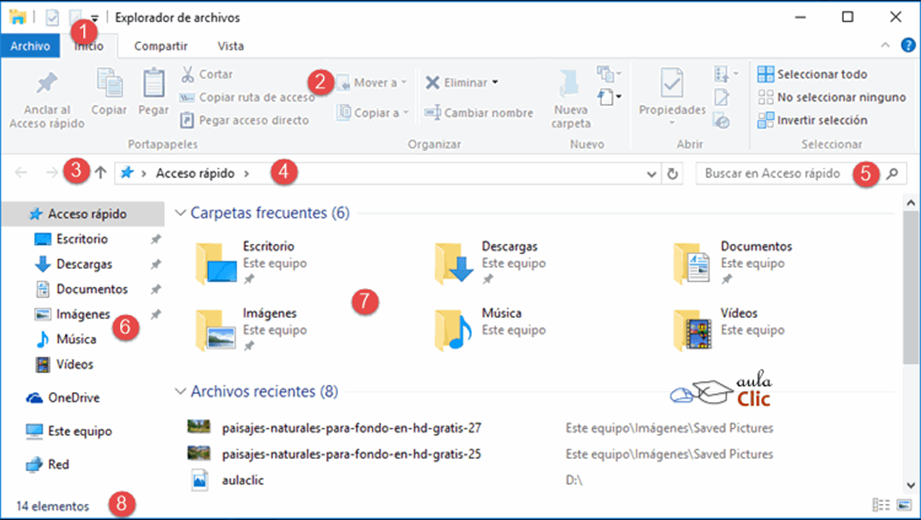 Explorador de archivos
1
Archivo Inicio Compartir Vista
Anclar al Acceso rápido
Copiar
Pegar
Cortar
Copiar ruta de acceso
Pegar acceso directo
Portapapeles
2
Mover a
Copiar a
Eliminar
Cambiar nombre
Organizar
Nueva carpeta
Nuevo
Propiedades
Abrir
Seleccionar todo
No seleccionar ninguno
Invertir selección
Seleccionar
3
Acceso rápido
4
Buscar en Acceso rápido
5
Acceso rápido
Escritorio
Descargas
Documentos
Imágenes
6
Música
Vídeos
OneDrive
Este equipo
Red
Carpetas frecuentes (6)
Escritorio
Este equipo
Descargas
Este equipo
Documentos
Este equipo
Imágenes
Este equipo
7
Música
Este equipo
Vídeos
Este equipo
Archivos recientes (8)
aula
Clic
paisajes-naturales-para-fondo-en-hd-gratis-27 Este equipo\Imágenes\Saved Pictures
paisajes-naturales-para-fondo-en-hd-gratis-25 Este equipo\Imágenes\Saved Pictures
aulaclic D:\
14 elementos
8